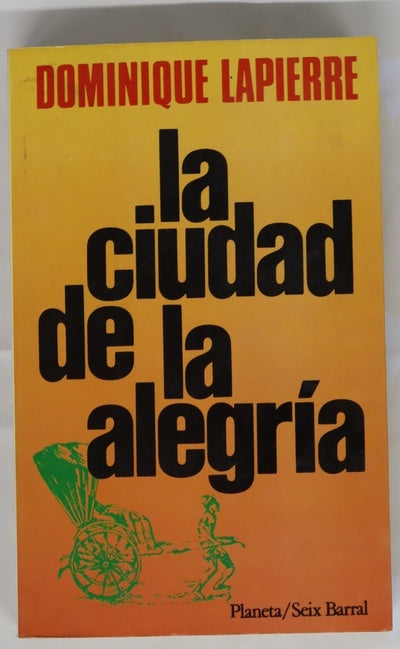 DOMINIQUE LAPIERRE
la
ciudad
de la
alegría
Planeta/Seix Barral